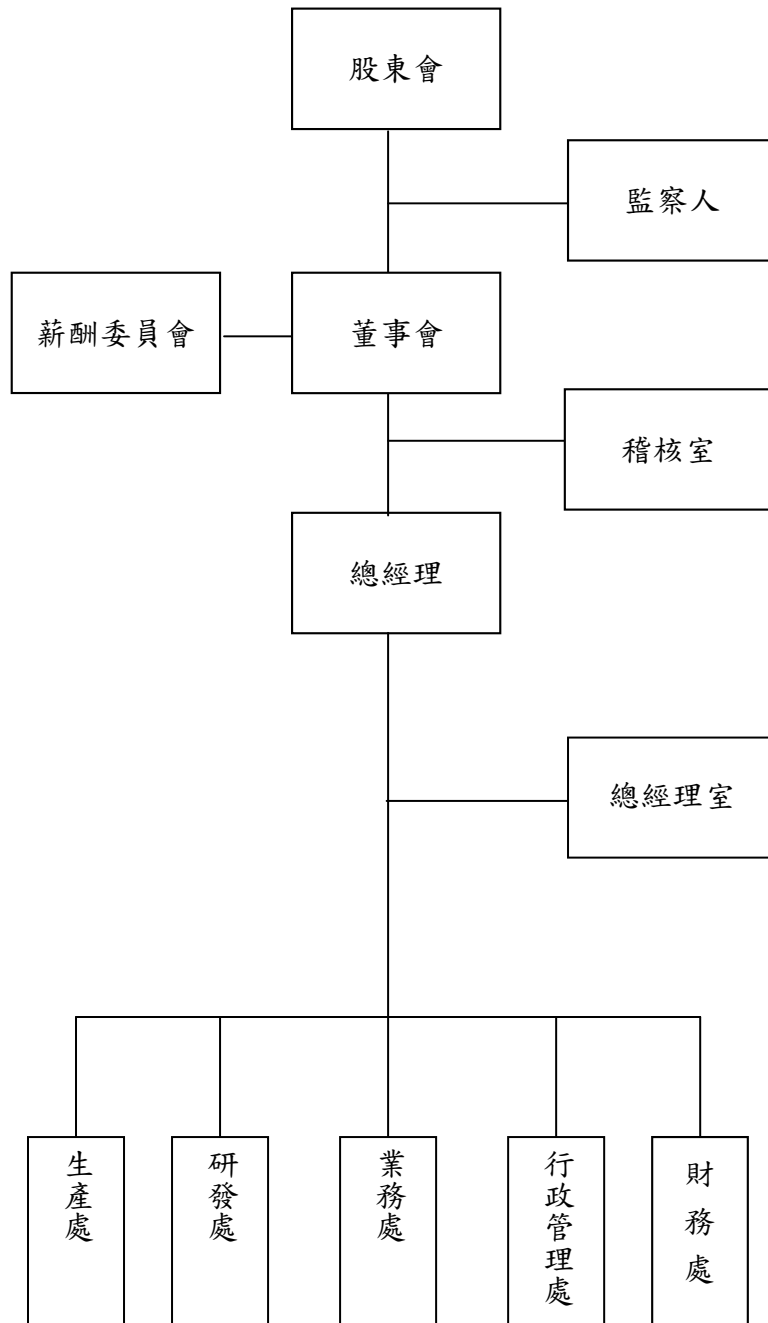 股東會
監察人
薪酬委員會
董事會
稽核室
總經理
總經理室
生產處
研發處
業務處
行政管理處
財務處